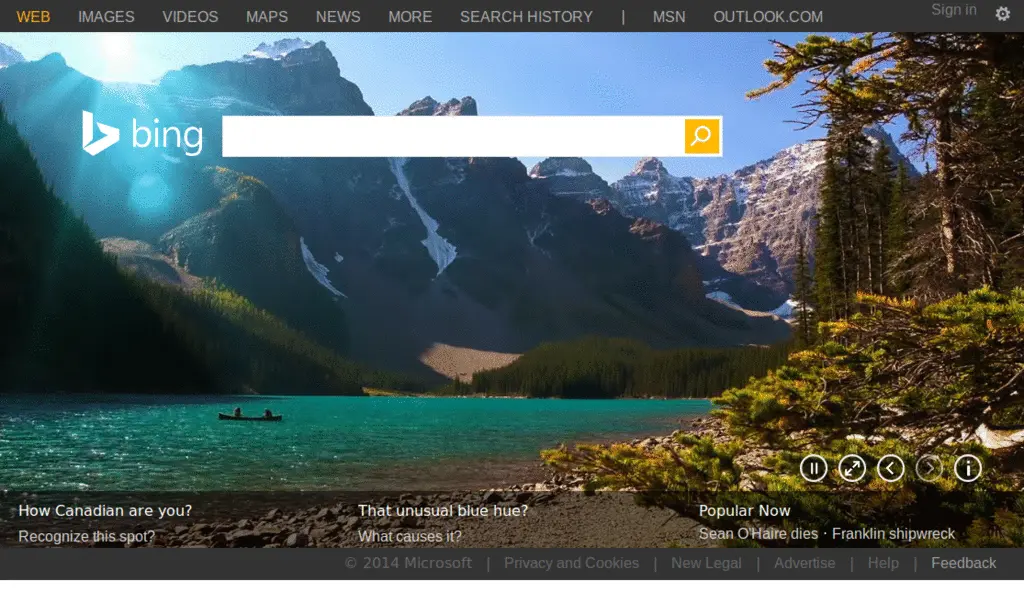 WEB IMAGES VIDEOS MAPS NEWS MORE SEARCH HISTORY | MSN OUTLOOK.COM Sign in
bing
How Canadian are you? That unusual blue hue? Popular Now
Recognize this spot? What causes it? Sean O'Haire dies · Franklin shipwreck
© 2014 Microsoft | Privacy and Cookies | New Legal | Advertise | Help | Feedback